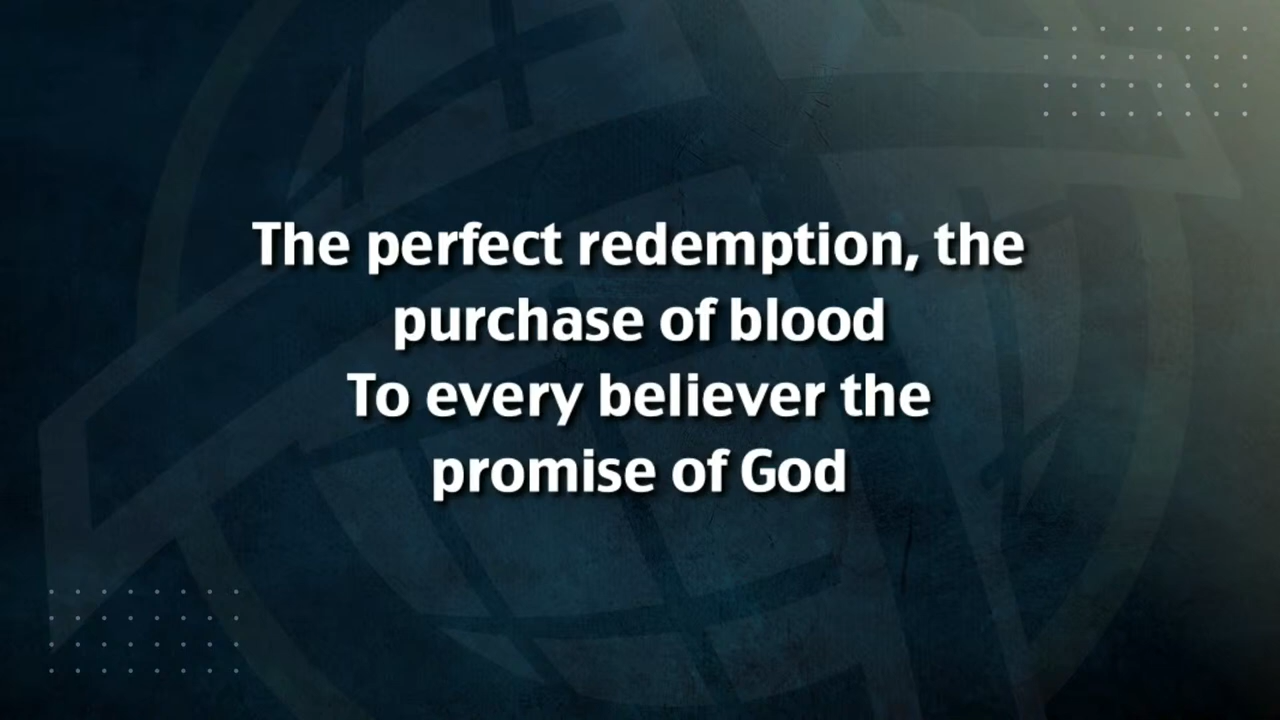 The perfect redemption, the
purchase of blood
To every believer the
promise of God